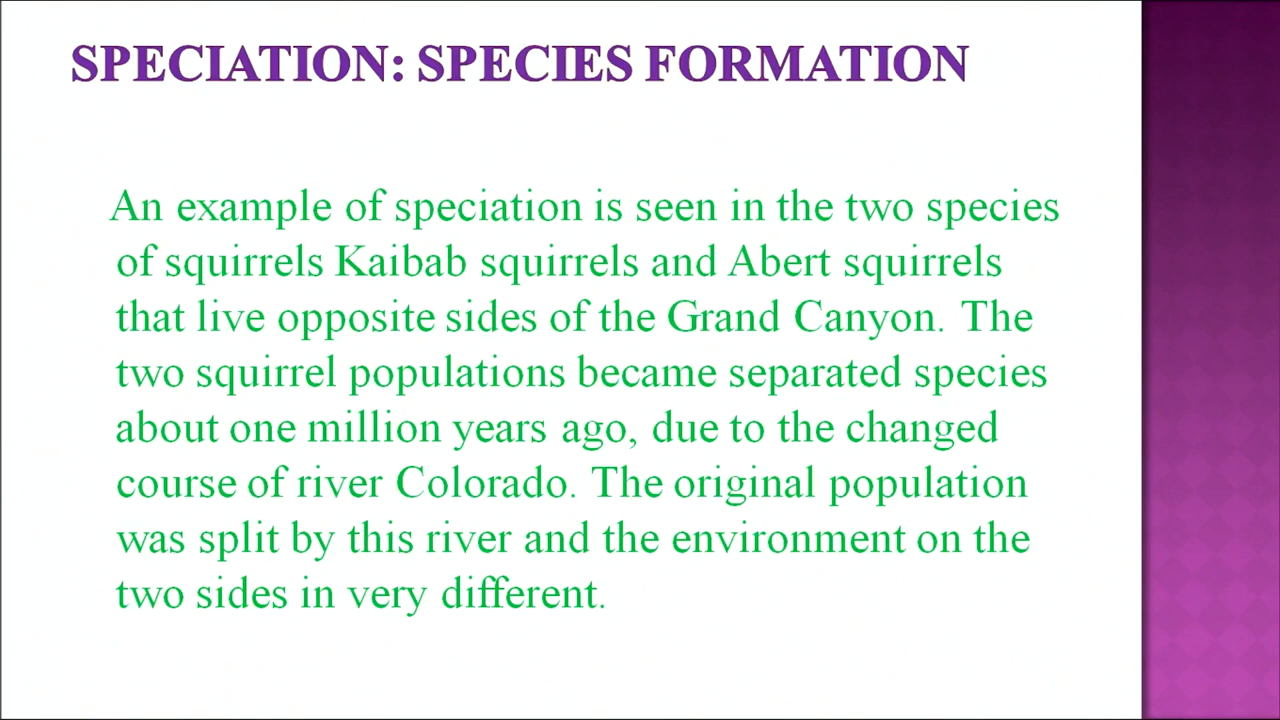 SPECIATION: SPECIES FORMATION
An example of speciation is seen in the two species
of squirrels Kaibab squirrels and Abert squirrels
that live opposite sides of the Grand Canyon. The
two squirrel populations became separated species
about one million years ago, due to the changed
course of river Colorado. The original population
was split by this river and the environment on the
two sides in very different.